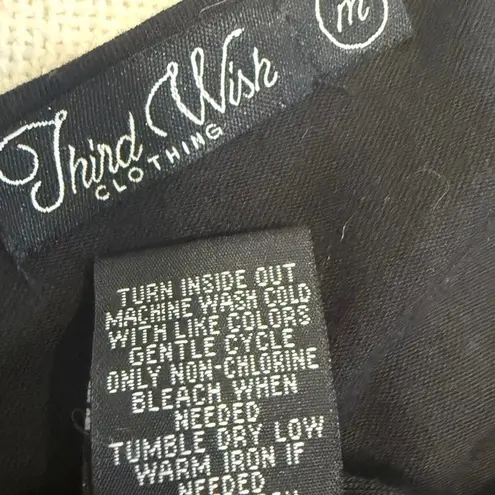 m
Third Wish
CLOTHING
TURN INSIDE OUT
MACHINE WASH COLD
WITH LIKE COLORS
GENTLE CYCLE
ONLY NON-CHLORINE
BLEACH WHEN
NEEDED
TUMBLE DRY LOW
WARM IRON IF
NEEDED